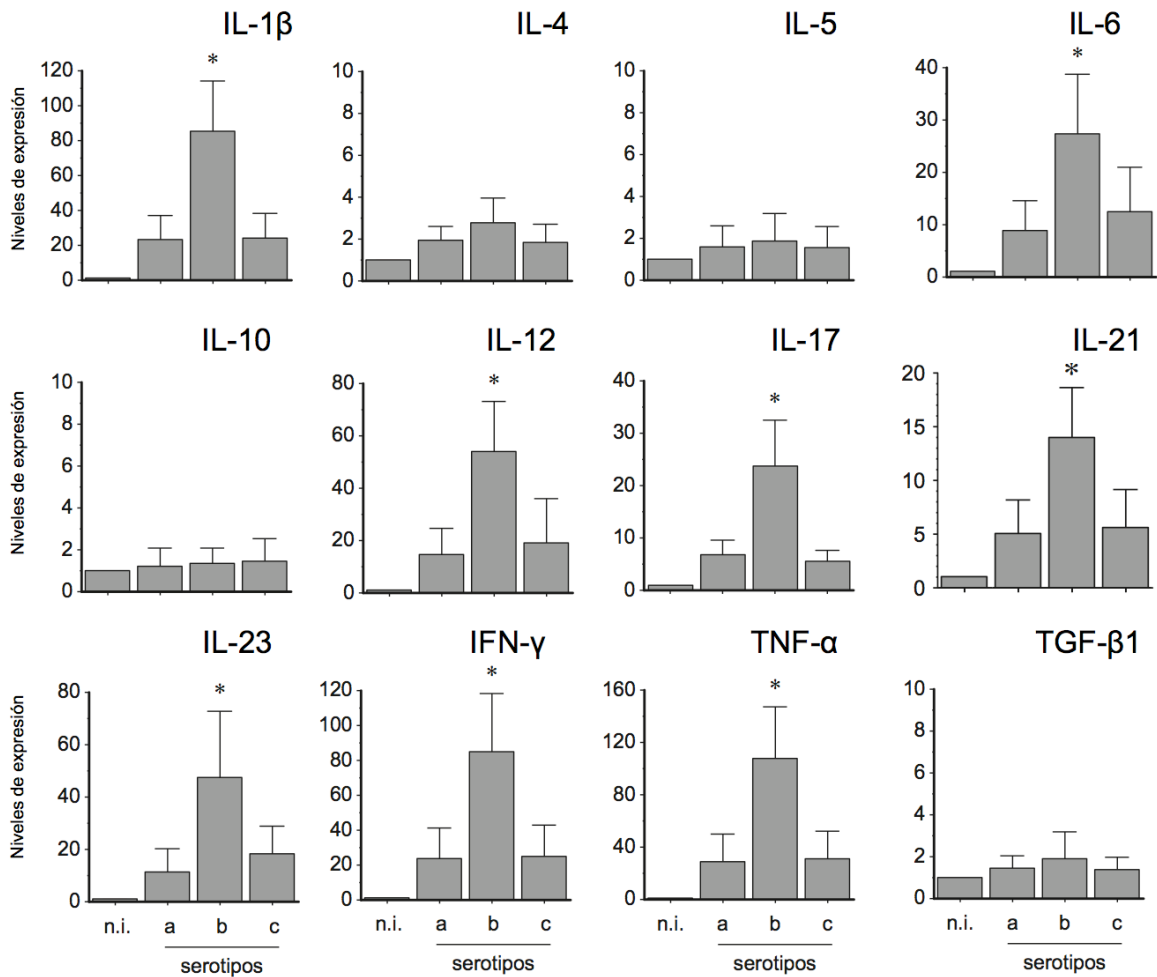 IL-1β IL-4 IL-5 IL-6
* *
Niveles de expresión
120 100 80 60 40 20 0
10 8 6 4 2 0
10 8 6 4 2 0
40 30 20 10 0
IL-10 IL-12 IL-17 IL-21
* * *
Niveles de expresión
10 8 6 4 2 0
80 60 40 20 0
40 30 20 10 0
20 15 10 5 0
IL-23 IFN-γ TNF-α TGF-β1
* * *
Niveles de expresión
80 60 40 20 0
120 100 80 60 40 20 0
160 120 80 40 0
10 8 6 4 2 0
n.i. a b c n.i. a b c n.i. a b c n.i. a b c
serotipos serotipos serotipos serotipos